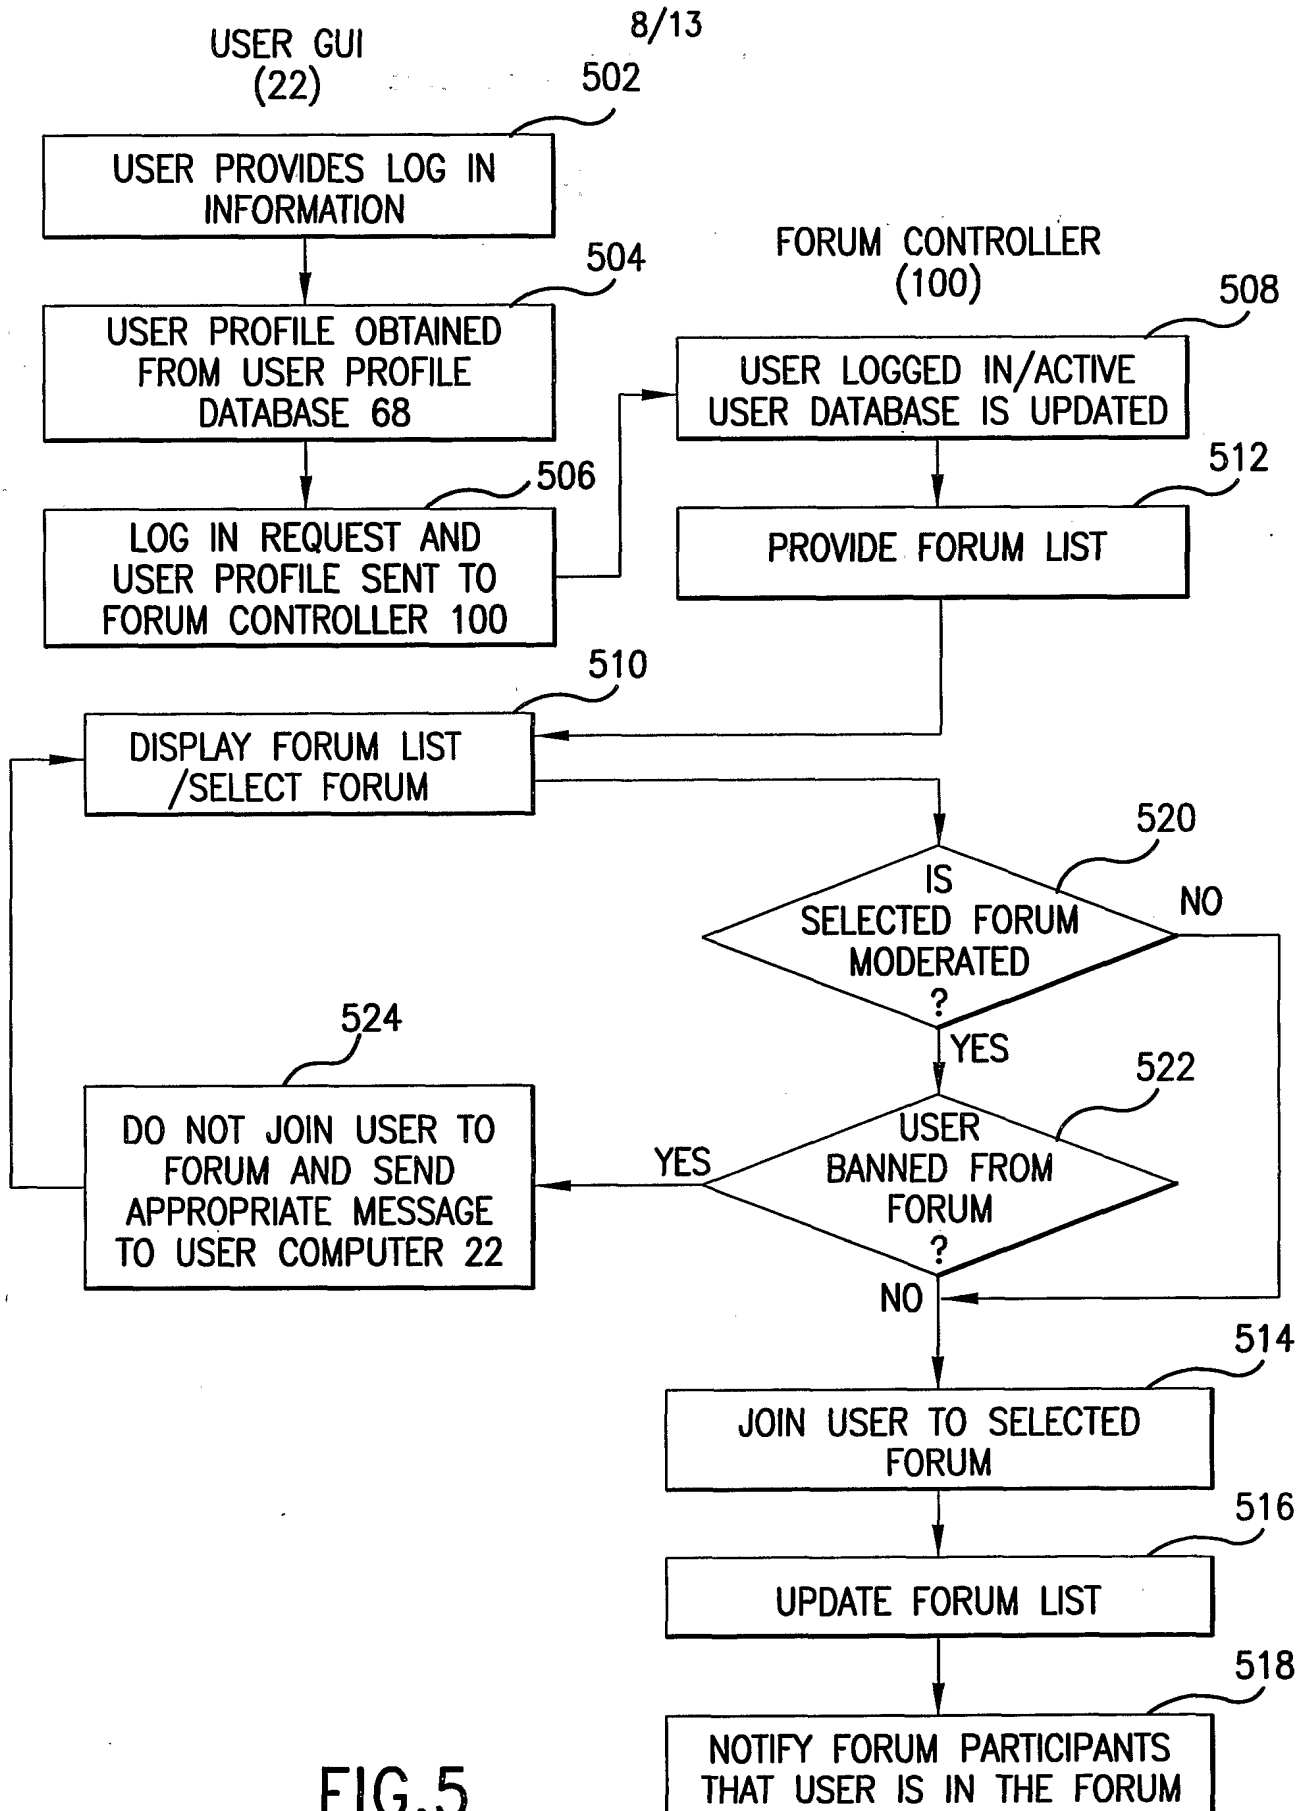 8/13
USER GUI
(22)
502
USER PROVIDES LOG IN
INFORMATION
504
USER PROFILE OBTAINED
FROM USER PROFILE
DATABASE 68
506
LOG IN REQUEST AND
USER PROFILE SENT TO
FORUM CONTROLLER 100
FORUM CONTROLLER
(100)
508
USER LOGGED IN/ACTIVE
USER DATABASE IS UPDATED
512
PROVIDE FORUM LIST
510
DISPLAY FORUM LIST
/SELECT FORUM
520
IS
SELECTED FORUM
MODERATED
?
NO
YES
522
USER
BANNED FROM
FORUM
?
YES
NO
524
DO NOT JOIN USER TO
FORUM AND SEND
APPROPRIATE MESSAGE
TO USER COMPUTER 22
514
JOIN USER TO SELECTED
FORUM
516
UPDATE FORUM LIST
518
NOTIFY FORUM PARTICIPANTS
THAT USER IS IN THE FORUM
FIG.5